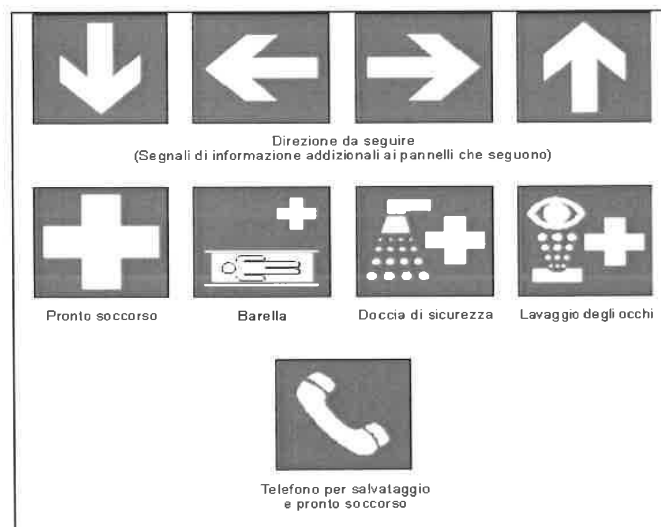 Direzione da seguire
(Segnali di informazione addizionali ai pannelli che seguono)
Pronto soccorso
Barella
Doccia di sicurezza
Lavaggio degli occhi
Telefono per salvataggio
e pronto soccorso